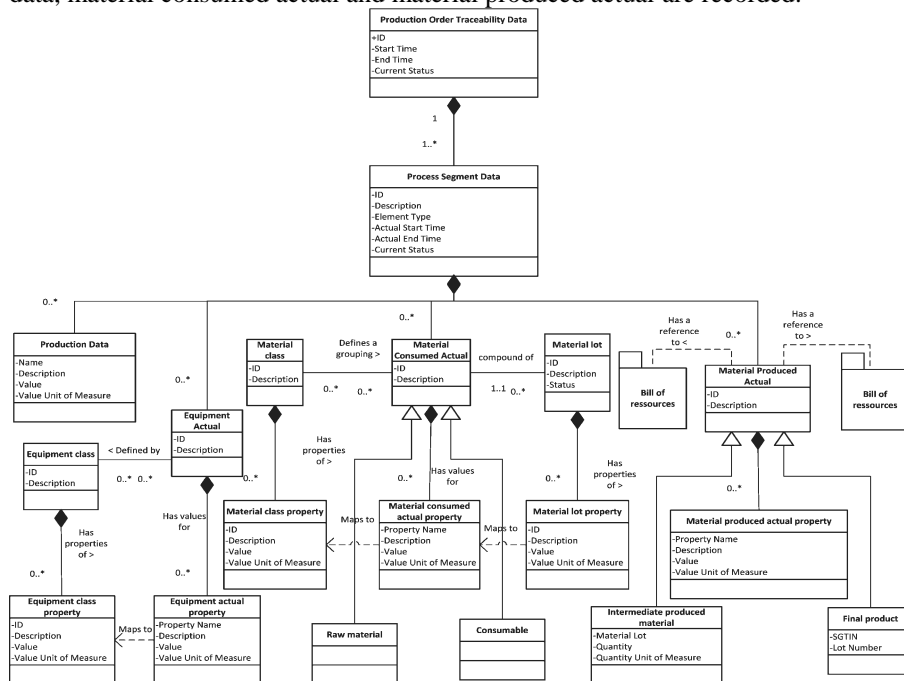 data, material consumed actual and material produced actual are recorded.
Production Order Traceability Data
+ID
-Start Time
-End Time
-Current Status
1
1..*
Process Segment Data
-ID
-Description
-Element Type
-Actual Start Time
-Actual End Time
-Current Status
0..*
0..*
0..*
0..*
Production Data
-Name
-Description
-Value
-Value Unit of Measure
Material
class
-ID
-Description
Defines a
grouping >
0..*
0..*
Material
Consumed Actual
-ID
-Description
compound of
1..1
0..*
Material lot
-ID
-Description
-Status
Has a
reference
to <
Has a
reference
to >
Bill of
ressources
Material Produced
Actual
-ID
-Description
Bill of
ressources
Equipment
Actual
-ID
-Description
Equipment class
-ID
-Description
< Defined by
0..*
0..*
Has
properties
of >
0..*
Has values
for
0..*
Has
properties
of >
0..*
Has values
for
0..*
Has
properties
of >
0..*
0..*
Material class property
-ID
-Description
-Value
-Value Unit of Measure
Maps to
Material consumed
actual property
-Property Name
-Description
-Value
-Value Unit of Measure
Maps to
Material lot property
-ID
-Description
-Value
-Value Unit of Measure
Material produced actual property
-Property Name
-Description
-Value
-Value Unit of Measure
Equipment class
property
-ID
-Description
-Value
-Value Unit of Measure
Maps to
Equipment actual
property
-Property Name
-Description
-Value
-Value Unit of Measure
Raw material
Consumable
Intermediate produced
material
-Material Lot
-Quantity
-Quantity Unit of Measure
Final product
-SGTIN
-Lot Number